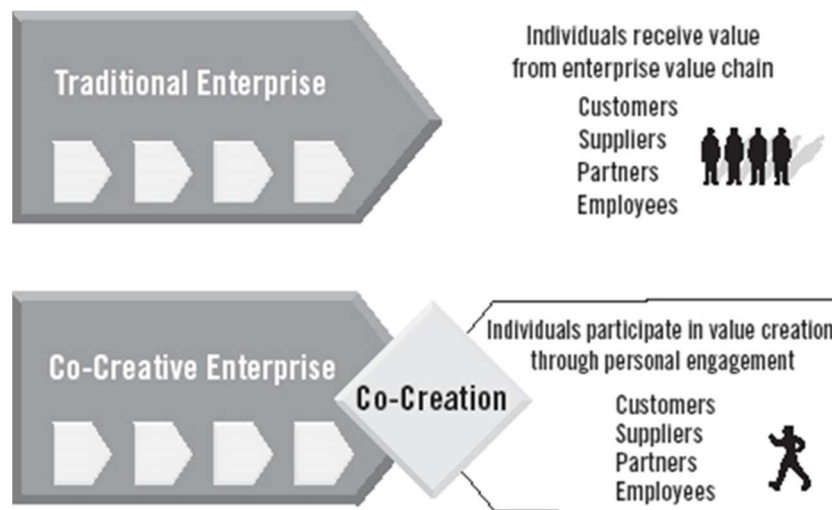 Traditional Enterprise
Individuals receive value
from enterprise value chain
Customers
Suppliers
Partners
Employees
Co-Creative Enterprise
Co-Creation
Individuals participate in value creation
through personal engagement
Customers
Suppliers
Partners
Employees